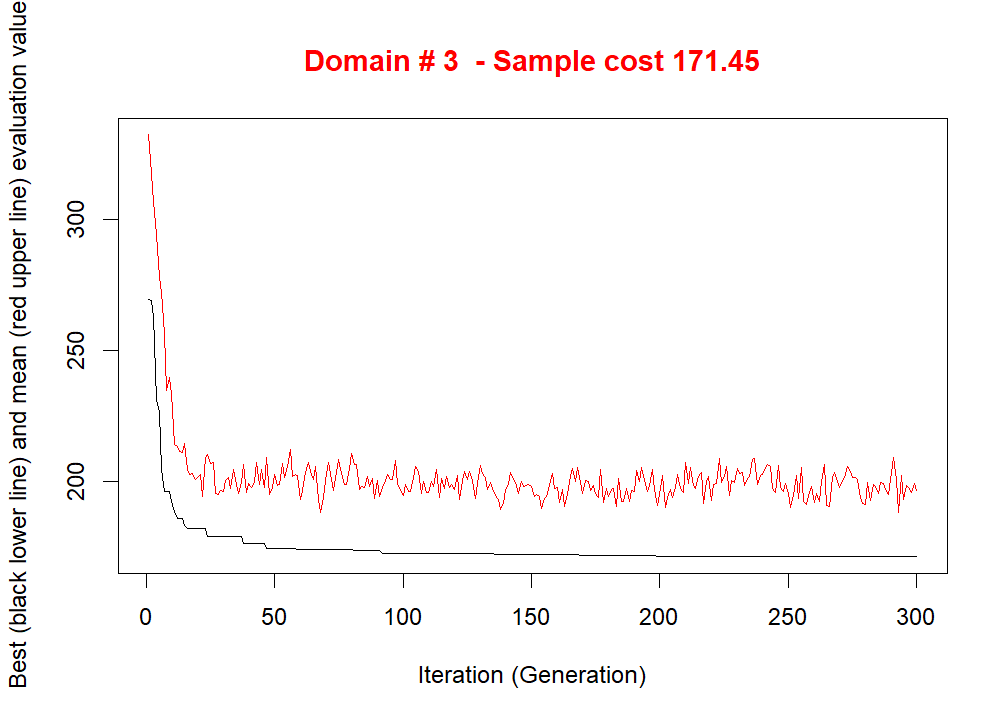 Domain # 3  - Sample cost 171.45
Best (black lower line) and mean (red upper line) evaluation value
300
250
200
0 50 100 150 200 250 300
Iteration (Generation)